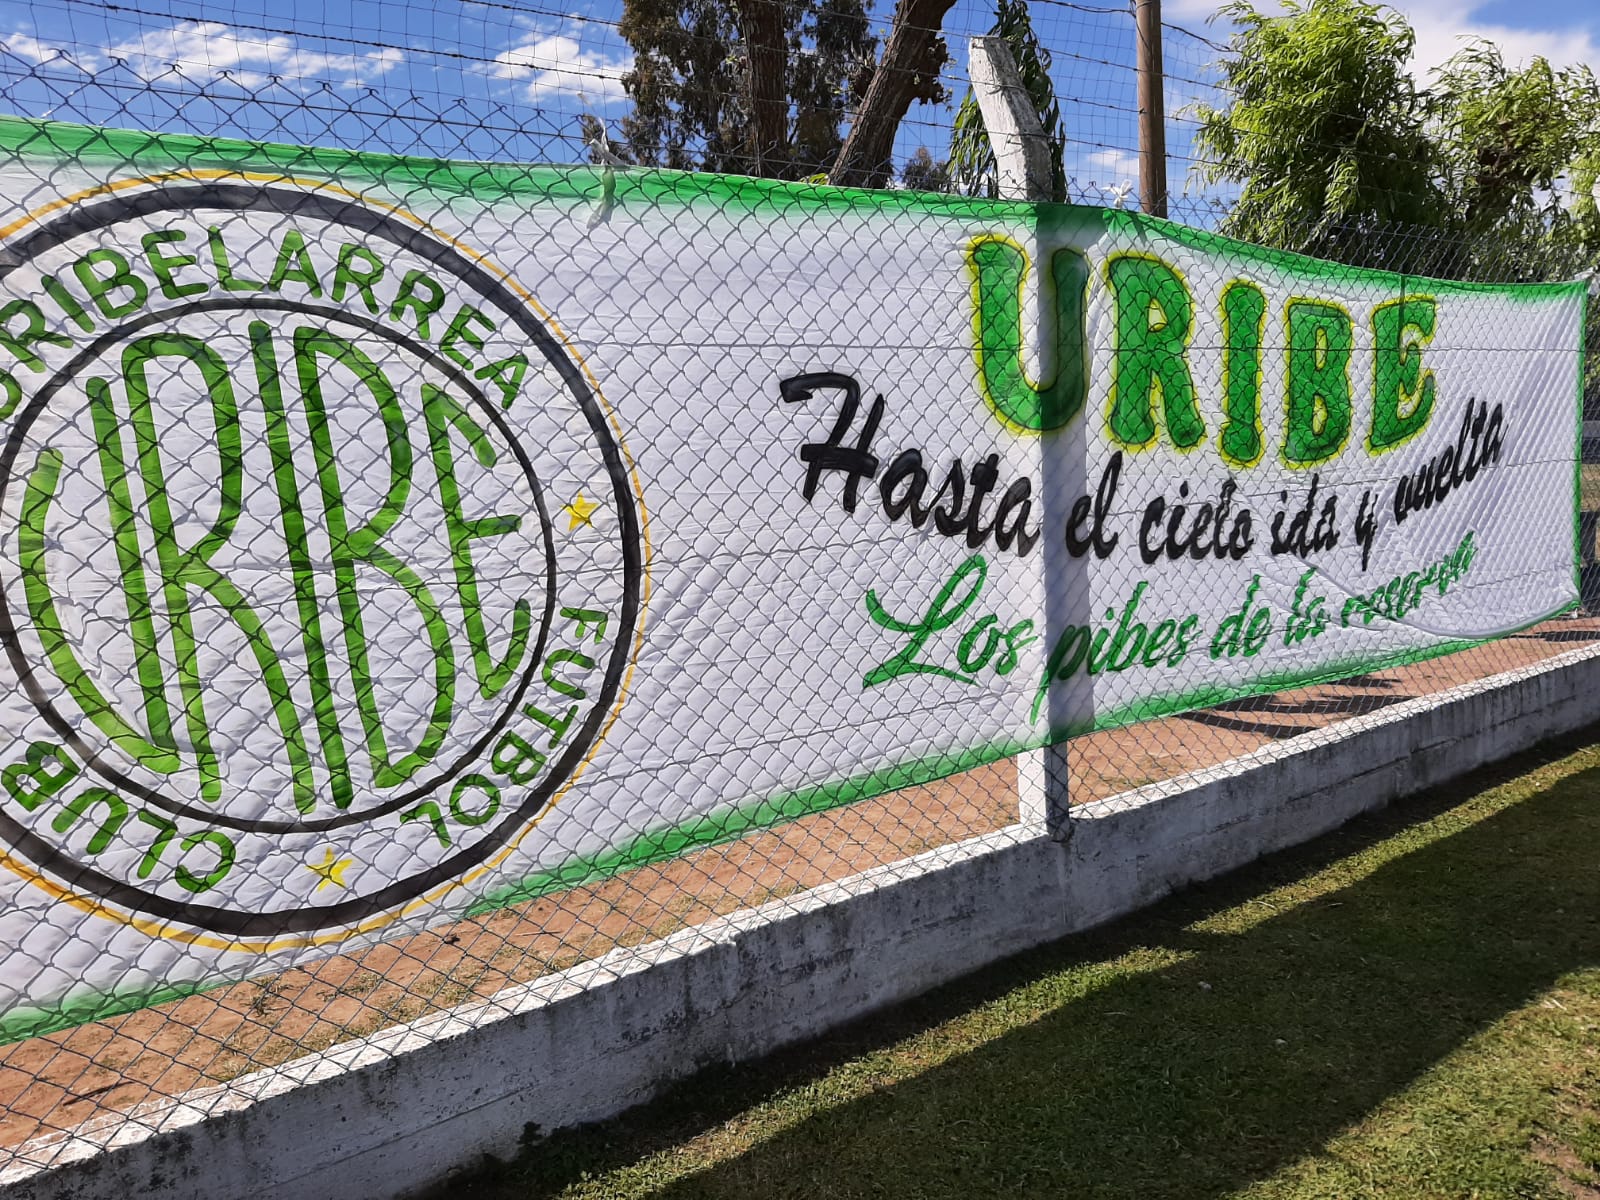 URIBELARREA
URIBE
FUTBOL
CLUB
URIBE
Hasta el cielo ida y vuelta
Los pibes de la reserva